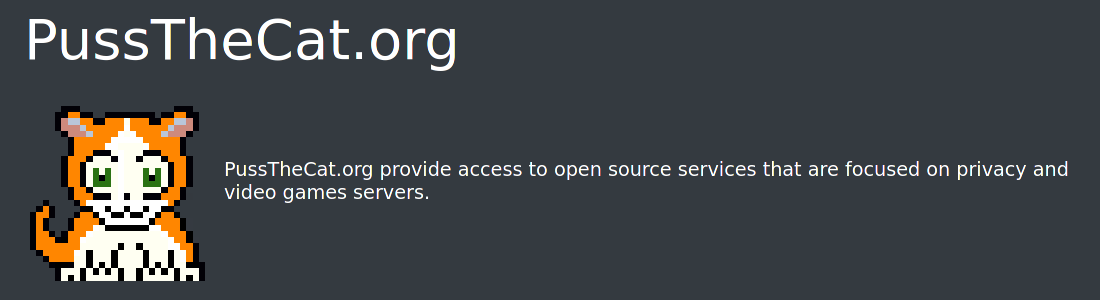 PussTheCat.org
PussTheCat.org provide access to open source services that are focused on privacy and
video games servers.